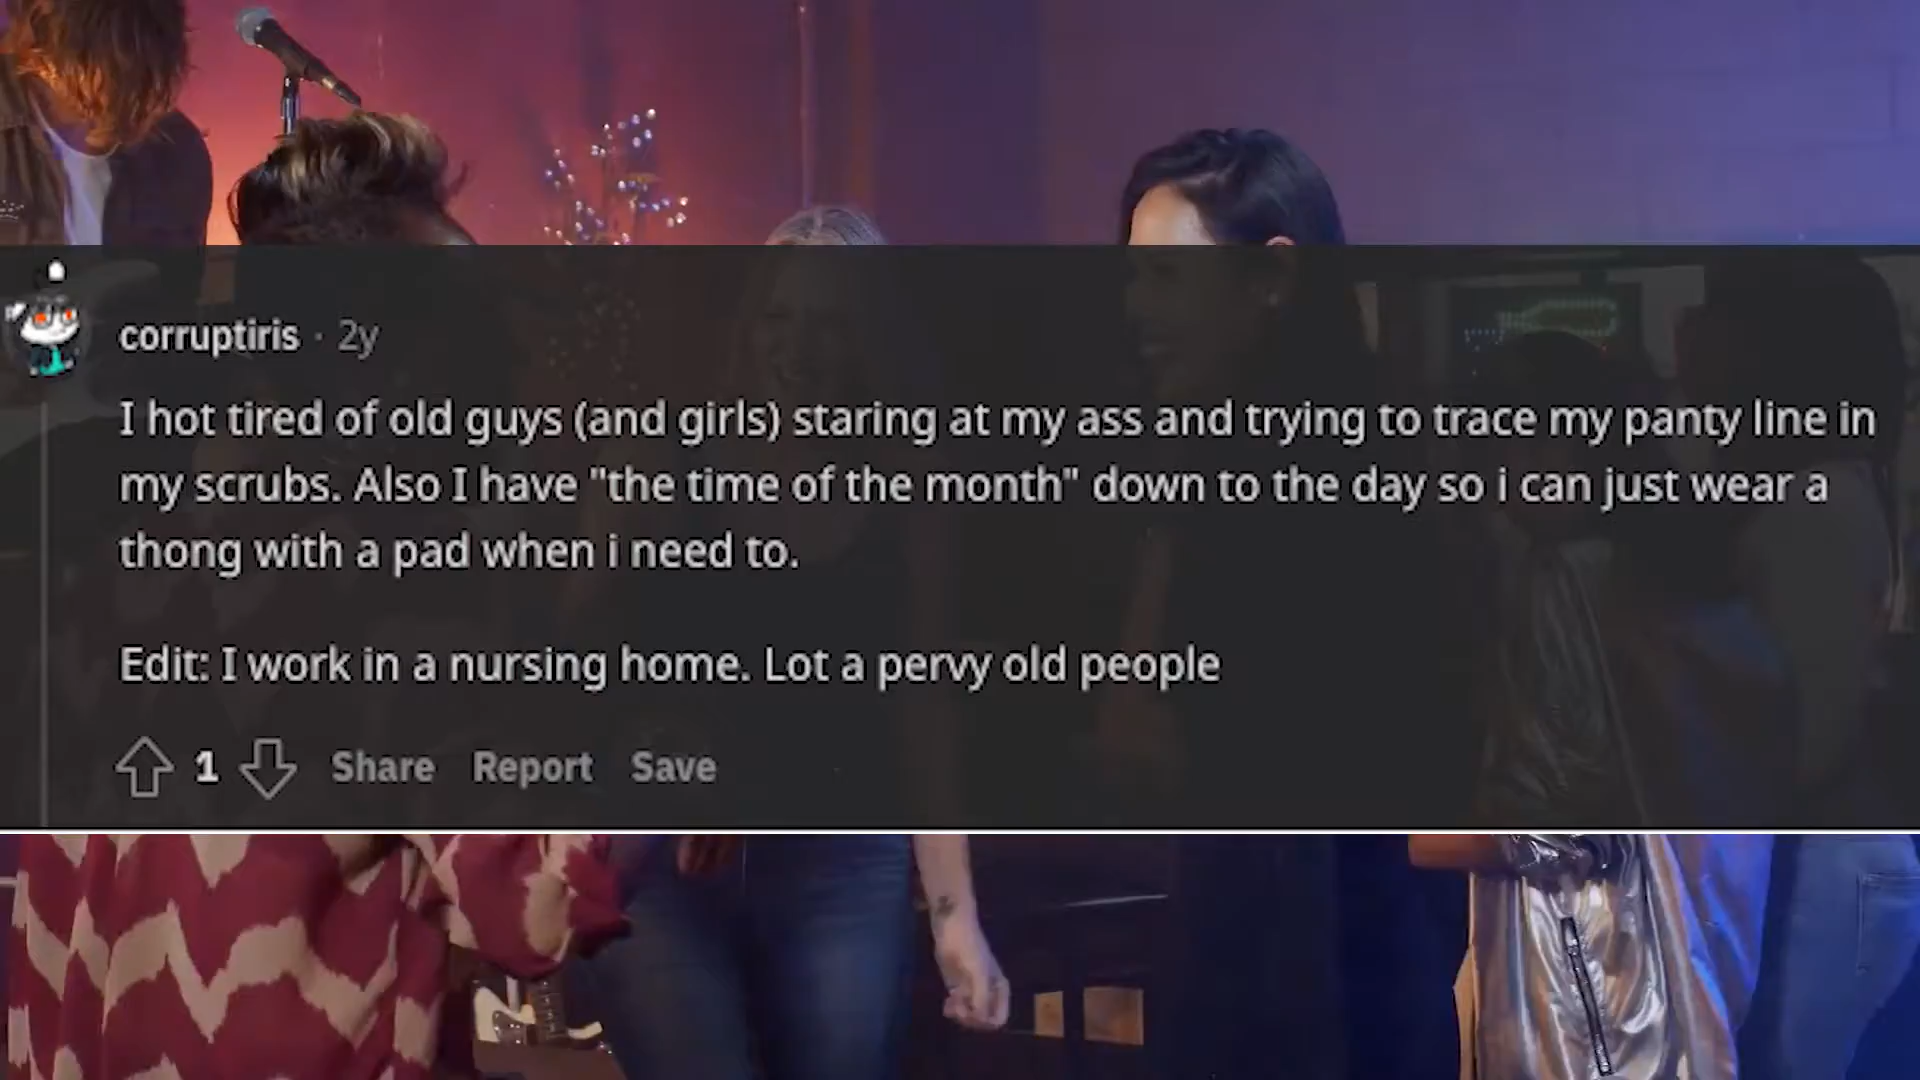 corruptiris · 2y
I hot tired of old guys (and girls) staring at my ass and trying to trace my panty line in
my scrubs. Also I have "the time of the month" down to the day so i can just wear a
thong with a pad when i need to.
Edit: I work in a nursing home. Lot a pervy old people
1 Share Report Save